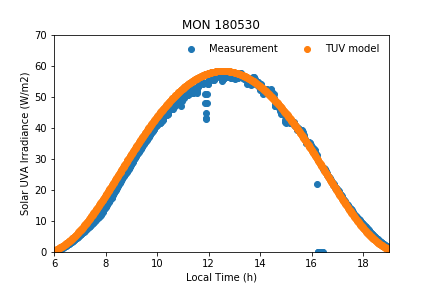 MON 180530
Measurement
TUV model
70
60
50
40
30
20
10
0
Solar UVA Irradiance (W/m2)
6 8 10 12 14 16 18
Local Time (h)